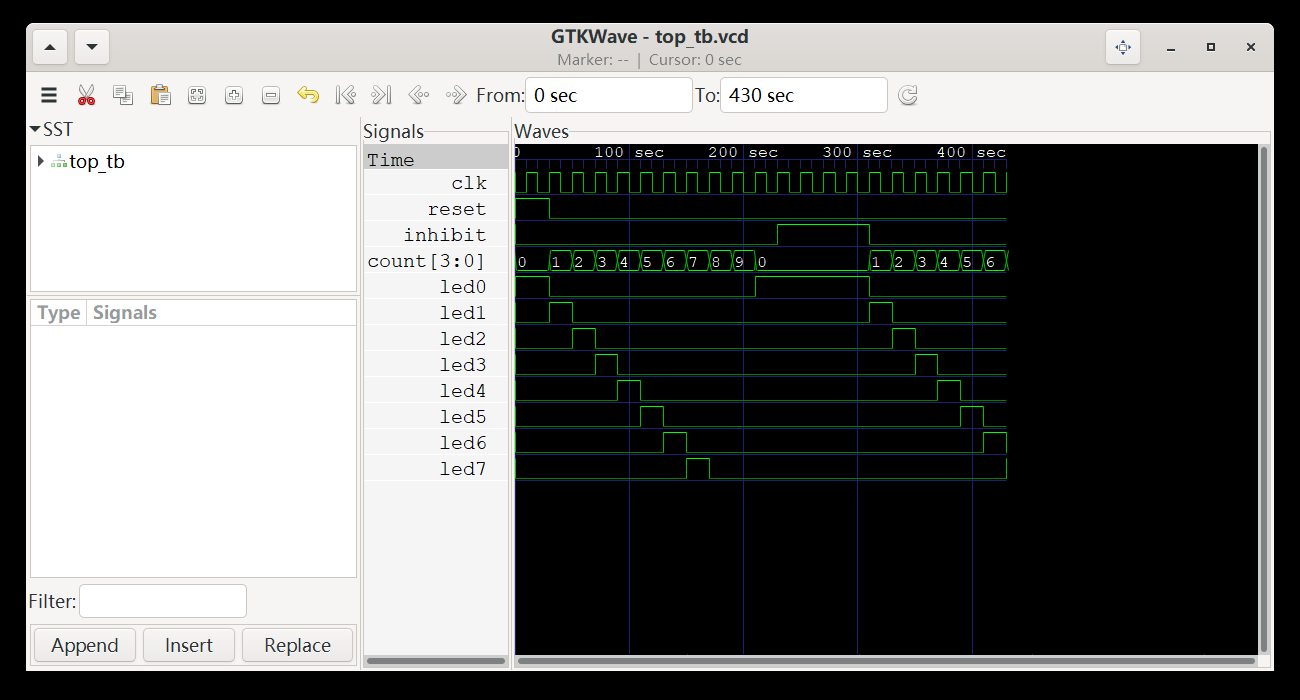 GTKWave - top_tb.vcd
Marker: -- | Cursor: 0 sec
From: 0 sec To: 430 sec
SST
top_tb
Type Signals
Filter:
Append Insert Replace
Signals
Time
clk
reset
inhibit
count[3:0]
led0
led1
led2
led3
led4
led5
led6
led7
Waves
0 100 sec 200 sec 300 sec 400 sec
0 1 2 3 4 5 6 7 8 9 0 1 2 3 4 5 6